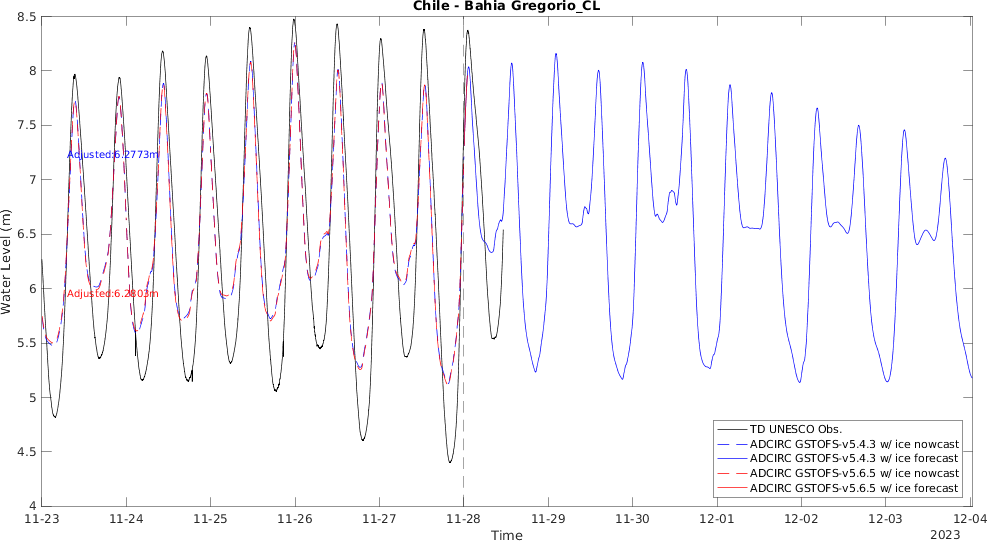 Chile - Bahia Gregorio_CL
8.5
8
7.5
7
6.5
6
5.5
5
4.5
4
Water Level (m)
Adjusted:6.2773m
Adjusted:6.2803m
TD UNESCO Obs.
ADCIRC GSTOFS-v5.4.3 w/ ice nowcast
ADCIRC GSTOFS-v5.4.3 w/ ice forecast
ADCIRC GSTOFS-v5.6.5 w/ ice nowcast
ADCIRC GSTOFS-v5.6.5 w/ ice forecast
11-23 11-24 11-25 11-26 11-27 11-28 11-29 11-30 12-01 12-02 12-03 12-04
Time
2023